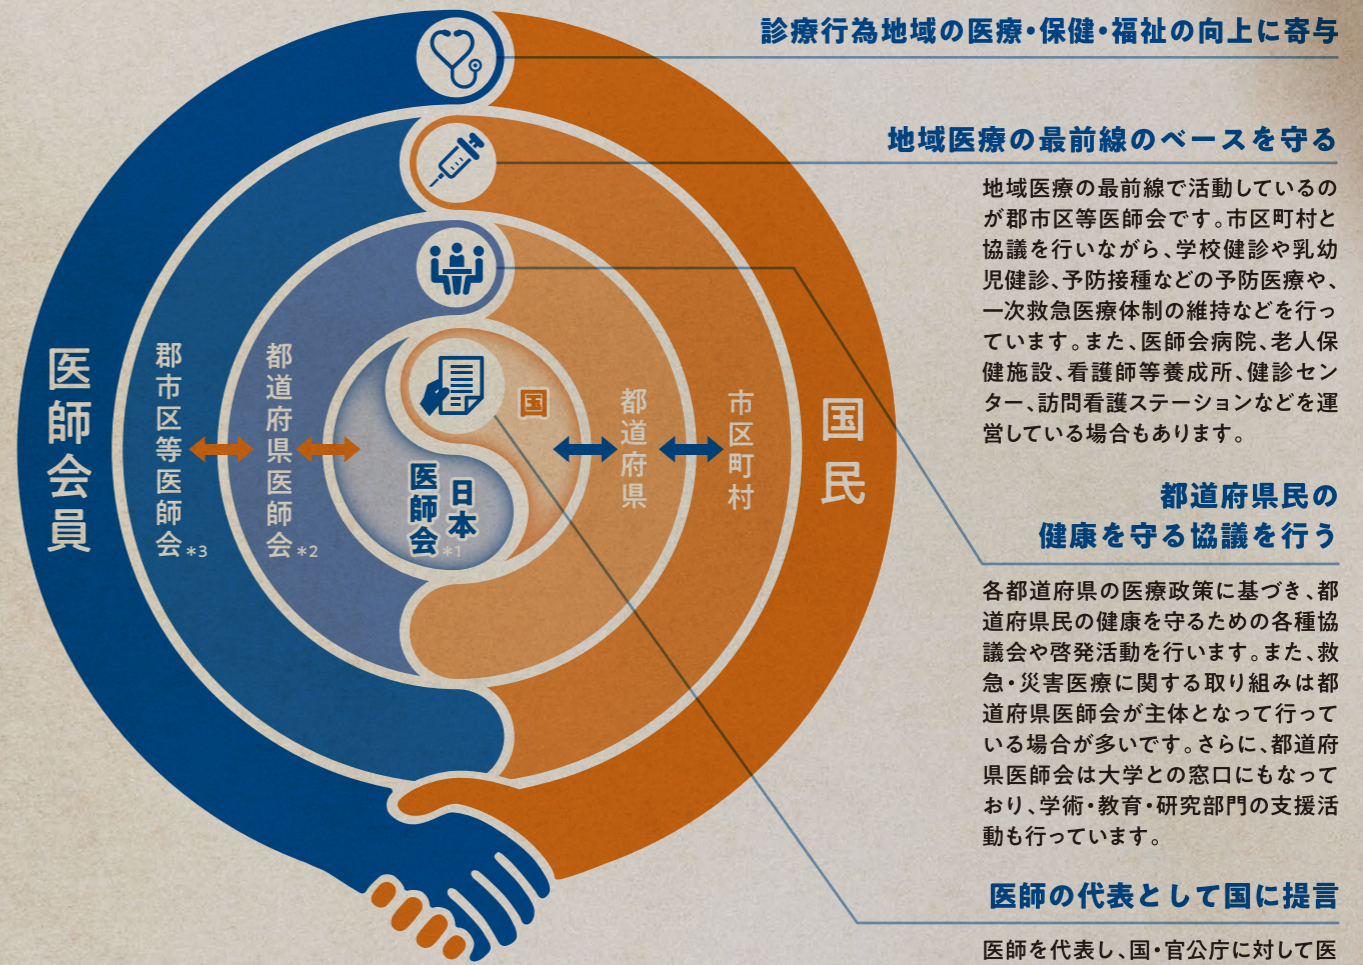 診療行為地域の医療・保健・福祉の向上に寄与
地域医療の最前線のベースを守る
地域医療の最前線で活動しているの
が郡市区等医師会です。市区町村と
協議を行いながら、学校健診や乳幼
児健診、予防接種などの予防医療や、
一次救急医療体制の維持などを行っ
ています。また、医師会病院、老人保
健施設、看護師等養成所、健診セン
ター、訪問看護ステーションなどを運
営している場合もあります。
都道府県民の
健康を守る協議を行う
各都道府県の医療政策に基づき、都
道府県民の健康を守るための各種協
議会や啓発活動を行います。また、救
急・災害医療に関する取り組みは都
道府県医師会が主体となって行って
いる場合が多いです。さらに、都道府
県医師会は大学との窓口にもなって
おり、学術・教育・研究部門の支援活
動も行っています。
医師の代表として国に提言
医師を代表し、国・官公庁に対して医
医師会員
郡市区等医師会*3
都道府県医師会*2
日本
医師会*1
国
都道府県
市区町村
国民